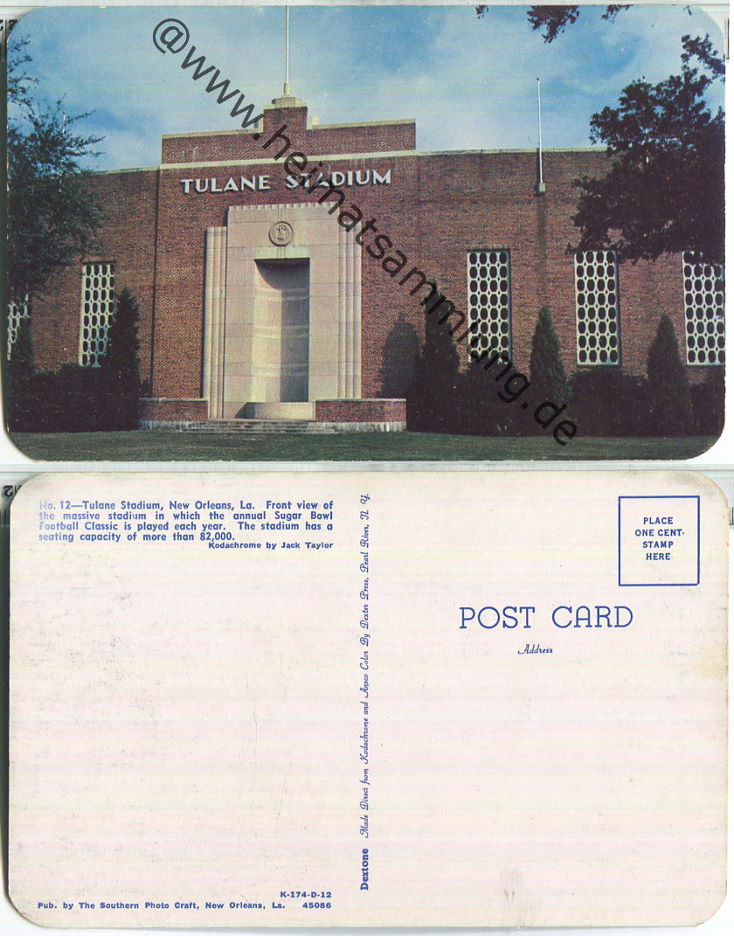 @www.heimatsammlung.de
TULANE STADIUM
No. 12—Tulane Stadium, New Orleans, La. Front view of
the massive stadium in which the annual Sugar Bowl
Football Classic is played each year. The stadium has a
seating capacity of more than 82,000.
Kodachrome by Jack Taylor
Dextone Made Direct from Kodachrome and Ansco Color By Dexter Press, Pearl River, N. Y.
PLACE
ONE CENT
STAMP
HERE
POST CARD
Address
K-174-D-12
Pub. by The Southern Photo Craft, New Orleans, La. 45086